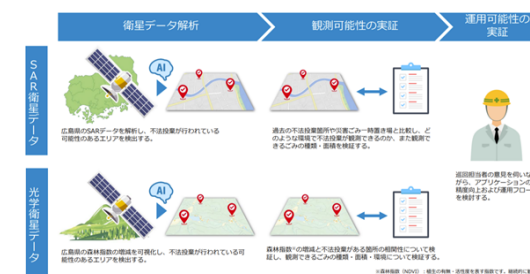 衛星データ解析
観測可能性の実証
運用可能性の
実証
SAR衛星データ
AI
広島県のSARデータを解析し、不法投棄が行われている
可能性のあるエリアを検出する。
過去の不法投棄箇所や災害ごみ一時置き場と比較し、ど
のような環境で不法投棄が観測できるのか、また観測で
きるごみの種類・面積を検証する。
巡回担当者の意見を伺いな
がら、アプリケーションの
精度向上および運用フロー
を検討する。
光学衛星データ
AI
広島県の森林指数の増減を可視化し、不法投棄が行われている可
能性のあるエリアを検出する。
森林指数※の増減と不法投棄がある箇所の相関性について検
証し、観測できるごみの種類・面積・環境について検証する。
※森林指数（NDVI）：植生の有無・活性度を表す指数です。継続的に観